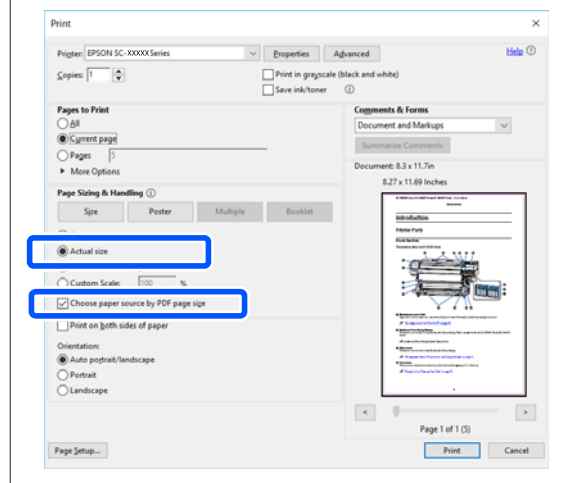 Print
Printer: EPSON SC-XXXXX Series Properties Advanced Help
Copies: 1 Print in grayscale (black and white)
Save ink/toner
Pages to Print
All
Current page
Pages 5
More Options
Comments & Forms
Document and Markups
Summarize Comments
Page Sizing & Handling
Size Poster Multiple Booklet
Actual size
Custom Scale: 100 %
Choose paper source by PDF page size
Print on both sides of paper
Orientation:
Auto portrait/landscape
Portrait
Landscape
Document: 8.3 x 11.7in
8.27 x 11.69 Inches
Introduction
Printer Parts
< >
Page 1 of 1 (5)
Page Setup... Print Cancel